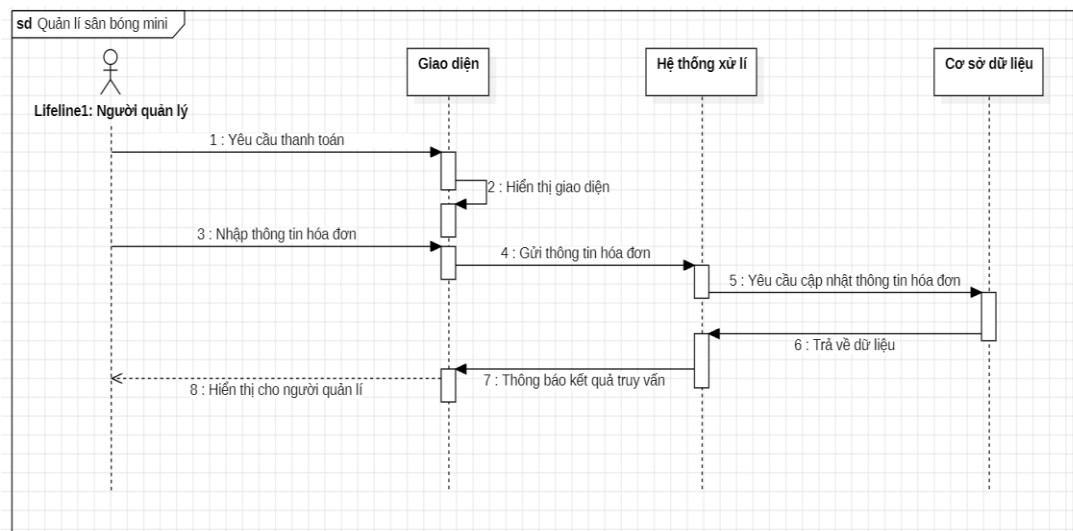 sd Quản lí sân bóng mini
Giao diện
Hệ thống xử lí
Cơ sở dữ liệu
Lifeline1: Người quản lý
1 : Yêu cầu thanh toán
2 : Hiển thị giao diện
3 : Nhập thông tin hóa đơn
4 : Gửi thông tin hóa đơn
5 : Yêu cầu cập nhật thông tin hóa đơn
6 : Trả về dữ liệu
7 : Thông báo kết quả truy vấn
8 : Hiển thị cho người quản lí